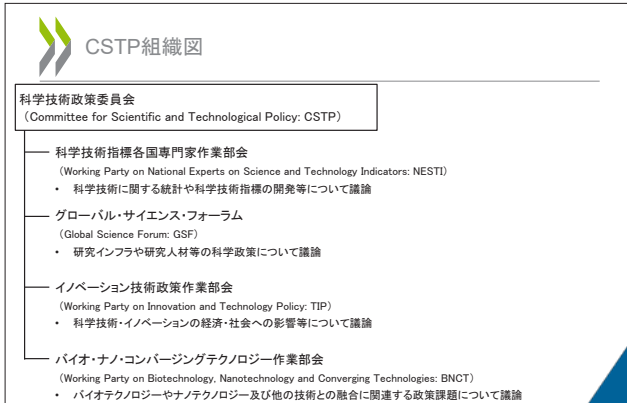 CSTP組織図
科学技術政策委員会
（Committee for Scientific and Technological Policy: CSTP）
科学技術指標各国専門家作業部会
（Working Party on National Experts on Science and Technology Indicators: NESTI）
• 科学技術に関する統計や科学技術指標の開発等について議論
グローバル・サイエンス・フォーラム
（Global Science Forum: GSF）
• 研究インフラや研究人材等の科学政策について議論
イノベーション技術政策作業部会
（Working Party on Innovation and Technology Policy: TIP）
• 科学技術・イノベーションの経済・社会への影響等について議論
バイオ・ナノ・コンバージングテクノロジー作業部会
（Working Party on Biotechnology, Nanotechnology and Converging Technologies: BNCT）
• バイオテクノロジーやナノテクノロジー及び他の技術との融合に関連する政策課題について議論